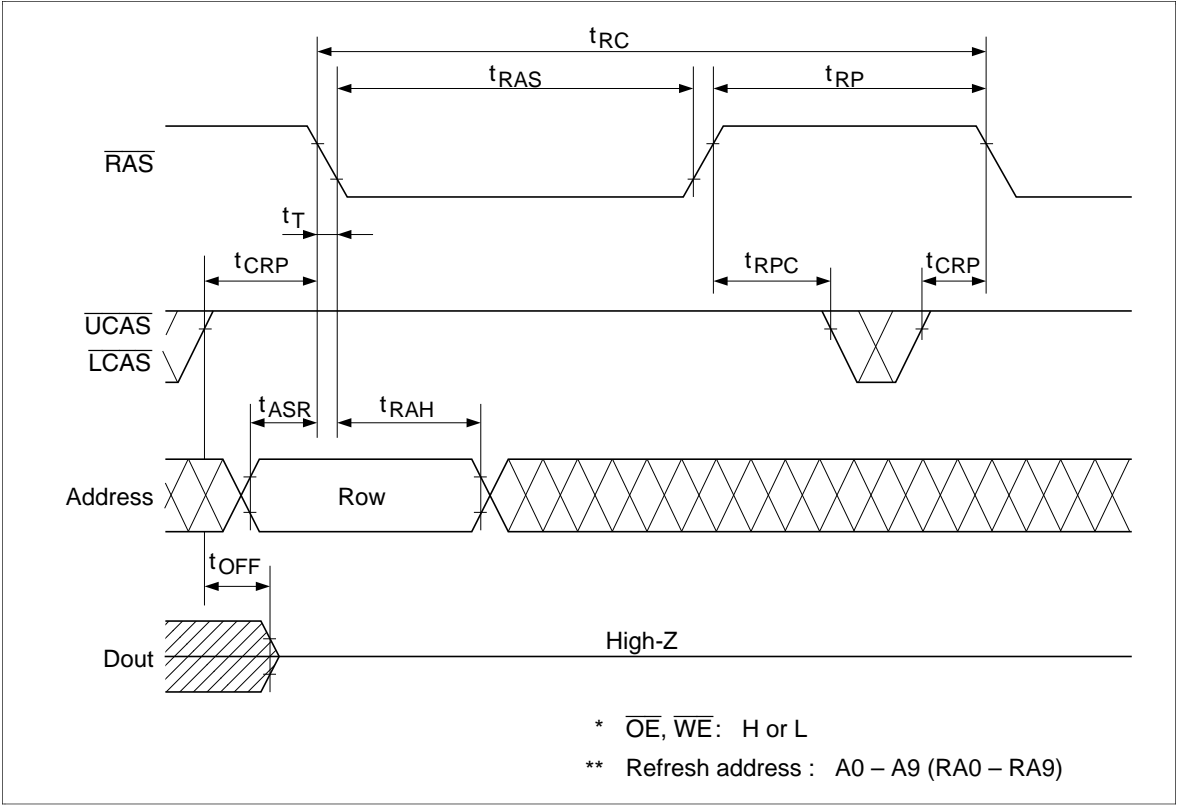 tRC
tRAS tRP
RAS
tT
tCRP tRPC tCRP
UCAS
LCAS
tASR tRAH
Address Row
tOFF
Dout High-Z
* OE, WE : H or L
** Refresh address : A0 – A9 (RA0 – RA9)